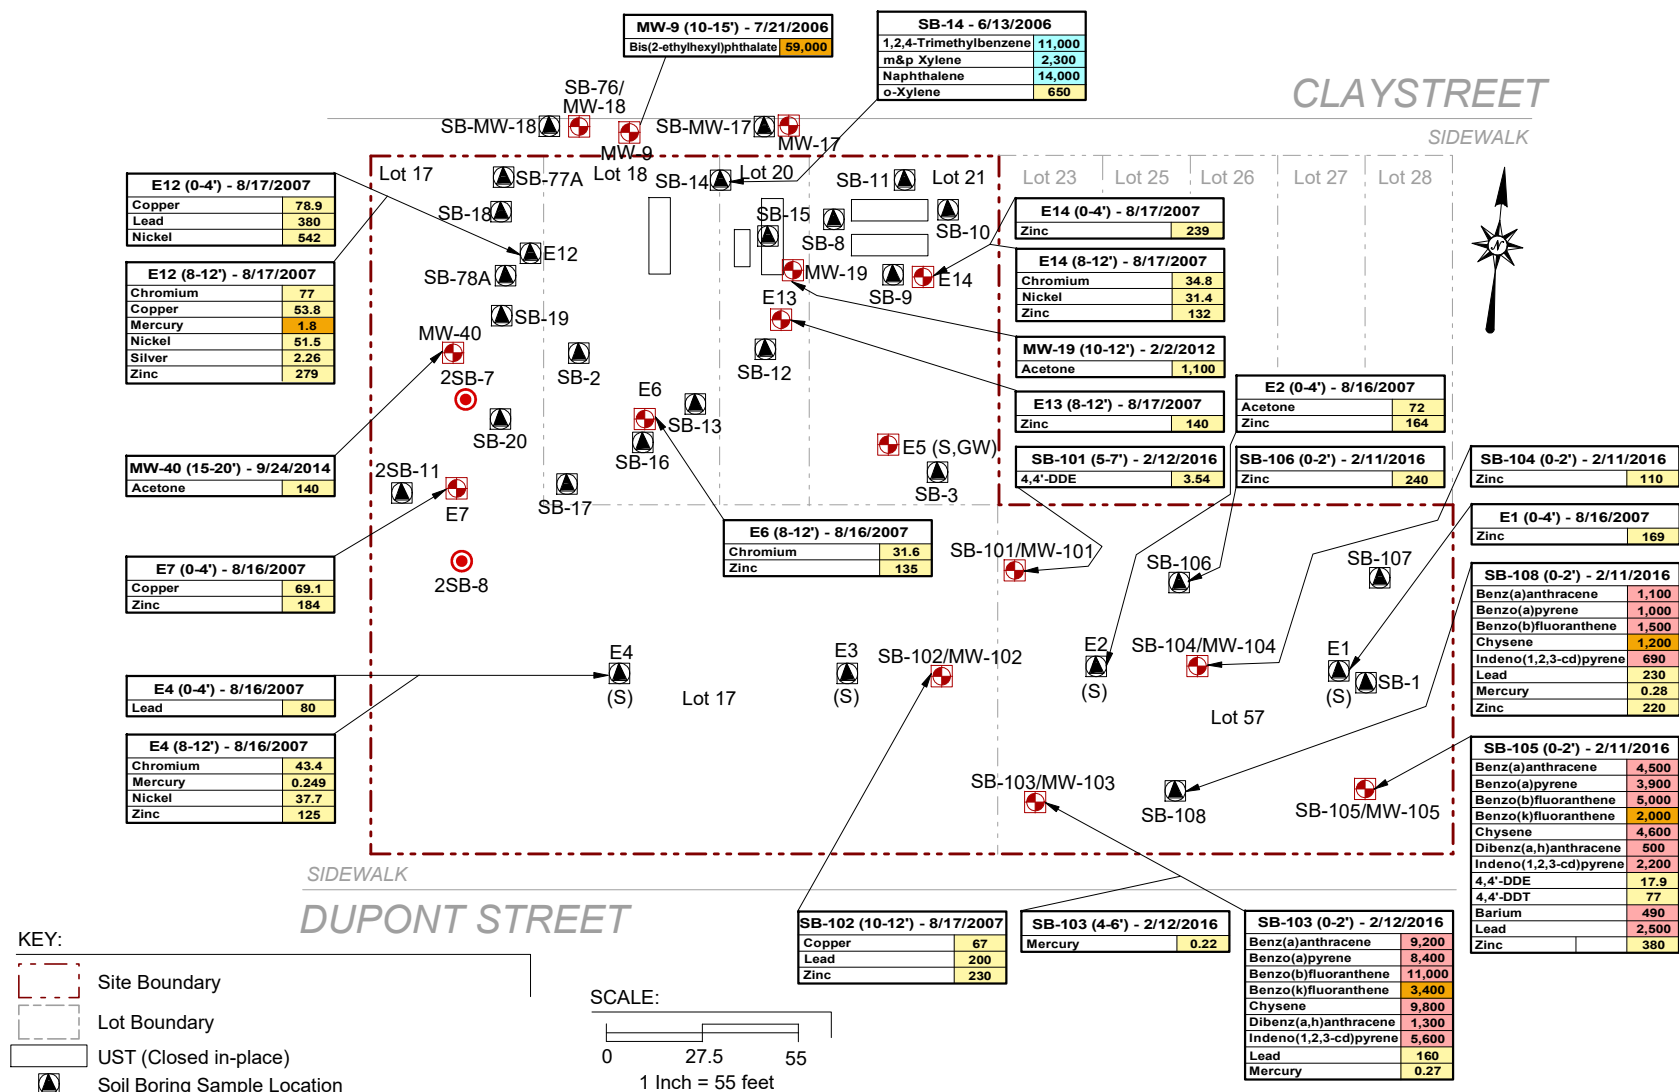 MW-9 (10-15') - 7/21/2006
Bis(2-ethylhexyl)phthalate 59,000
SB-14 - 6/13/2006
1,2,4-Trimethylbenzene 11,000
m&p Xylene 2,300
Naphthalene 14,000
o-Xylene 650
CLAYSTREET
SIDEWALK
SB-76/
MW-18
SB-MW-18
MW-9
SB-MW-17
MW-17
Lot 17
SB-77A
Lot 18
SB-14
Lot 20
SB-11
Lot 21
Lot 23
Lot 25
Lot 26
Lot 27
Lot 28
N
E12 (0-4') - 8/17/2007
Copper 78.9
Lead 380
Nickel 542
SB-18
SB-15
SB-8
SB-10
E12
SB-78A
MW-19
SB-9
E14
E14 (0-4') - 8/17/2007
Zinc 239
E14 (8-12') - 8/17/2007
Chromium 34.8
Nickel 31.4
Zinc 132
E12 (8-12') - 8/17/2007
Chromium 77
Copper 53.8
Mercury 1.8
Nickel 51.5
Silver 2.26
Zinc 279
SB-19
E13
MW-40
2SB-7
SB-2
SB-12
MW-19 (10-12') - 2/2/2012
Acetone 1,100
E13 (8-12') - 8/17/2007
Zinc 140
E2 (0-4') - 8/16/2007
Acetone 72
Zinc 164
E6
SB-13
SB-20
SB-16
E5 (S,GW)
SB-3
MW-40 (15-20') - 9/24/2014
Acetone 140
2SB-11
E7
SB-17
SB-101 (5-7') - 2/12/2016
4,4'-DDE 3.54
SB-106 (0-2') - 2/11/2016
Zinc 240
SB-104 (0-2') - 2/11/2016
Zinc 110
E1 (0-4') - 8/16/2007
Zinc 169
E6 (8-12') - 8/16/2007
Chromium 31.6
Zinc 135
2SB-8
E7 (0-4') - 8/16/2007
Copper 69.1
Zinc 184
SB-101/MW-101
SB-106
SB-107
SB-108 (0-2') - 2/11/2016
Benz(a)anthracene 1,100
Benzo(a)pyrene 1,000
Benzo(b)fluoranthene 1,500
Chysene 1,200
Indeno(1,2,3-cd)pyrene 690
Lead 230
Mercury 0.28
Zinc 220
E4
(S)
E3
(S)
SB-102/MW-102
E2
(S)
SB-104/MW-104
E1
(S)
SB-1
Lot 17
Lot 57
E4 (0-4') - 8/16/2007
Lead 80
E4 (8-12') - 8/16/2007
Chromium 43.4
Mercury 0.249
Nickel 37.7
Zinc 125
SB-103/MW-103
SB-108
SB-105/MW-105
SB-105 (0-2') - 2/11/2016
Benz(a)anthracene 4,500
Benzo(a)pyrene 3,900
Benzo(b)fluoranthene 5,000
Benzo(k)fluoranthene 2,000
Chysene 4,600
Dibenz(a,h)anthracene 500
Indeno(1,2,3-cd)pyrene 2,200
4,4'-DDE 17.9
4,4'-DDT 77
Barium 490
Lead 2,500
Zinc 380
SIDEWALK
DUPONT STREET
SB-102 (10-12') - 8/17/2007
Copper 67
Lead 200
Zinc 230
SB-103 (4-6') - 2/12/2016
Mercury 0.22
SB-103 (0-2') - 2/12/2016
Benz(a)anthracene 9,200
Benzo(a)pyrene 8,400
Benzo(b)fluoranthene 11,000
Benzo(k)fluoranthene 3,400
Chysene 9,800
Dibenz(a,h)anthracene 1,300
Indeno(1,2,3-cd)pyrene 5,600
Lead 160
Mercury 0.27
KEY:
Site Boundary
Lot Boundary
UST (Closed in-place)
Soil Boring Sample Location
SCALE:
0 27.5 55
1 Inch = 55 feet